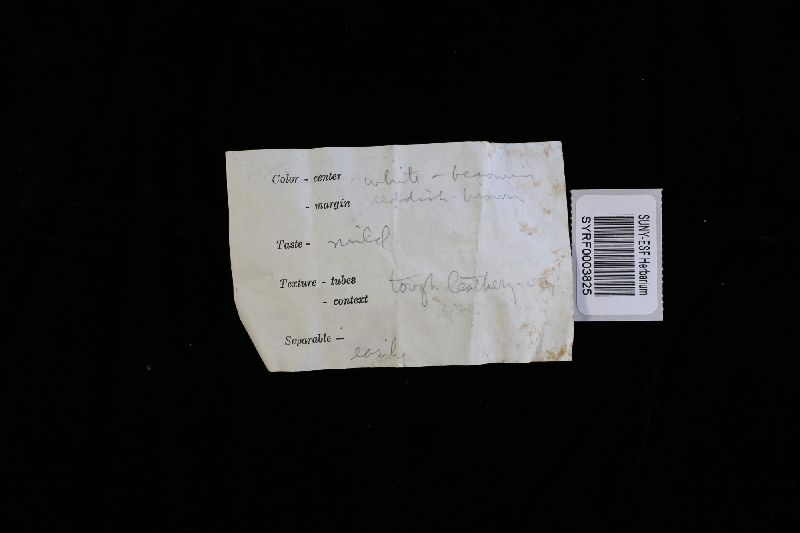 Color - center white - becoming
- margin reddish brown
Taste - mild
Texture - tubes tough leathery
- context
Separable - easily
SUNY-ESF Herbarium
SYRF0003825